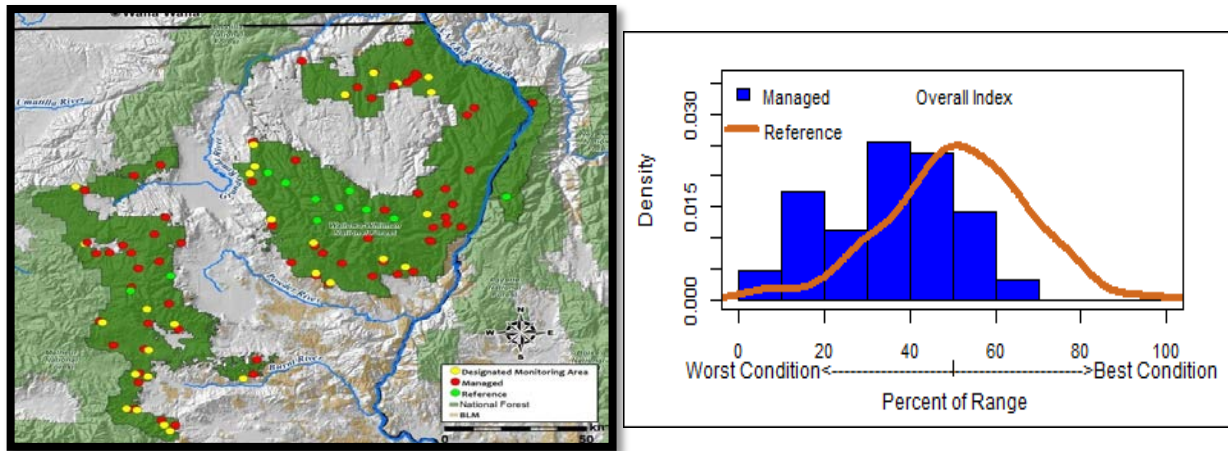 Walla Walla
Umatilla River
Powder River
Burnt River
Wallowa-Whitman
National Forest
N
W E
S
Designated Monitoring Area
Managed
Reference
National Forest
BLM
km
0 50
Managed Overall Index
Reference
Density
0.030
0.015
0.000
0 20 40 60 80 100
Worst Condition<------------------------|------------------------>Best Condition
Percent of Range